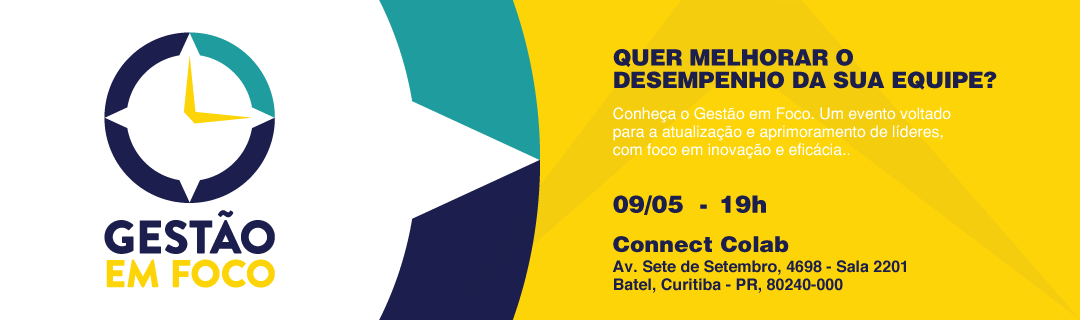 GESTÃO
EM FOCO
QUER MELHORAR O
DESEMPENHO DA SUA EQUIPE?
Conheça o Gestão em Foco. Um evento voltado
para a atualização e aprimoramento de líderes,
com foco em inovação e eficácia..
09/05 - 19h
Connect Colab
Av. Sete de Setembro, 4698 - Sala 2201
Batel, Curitiba - PR, 80240-000